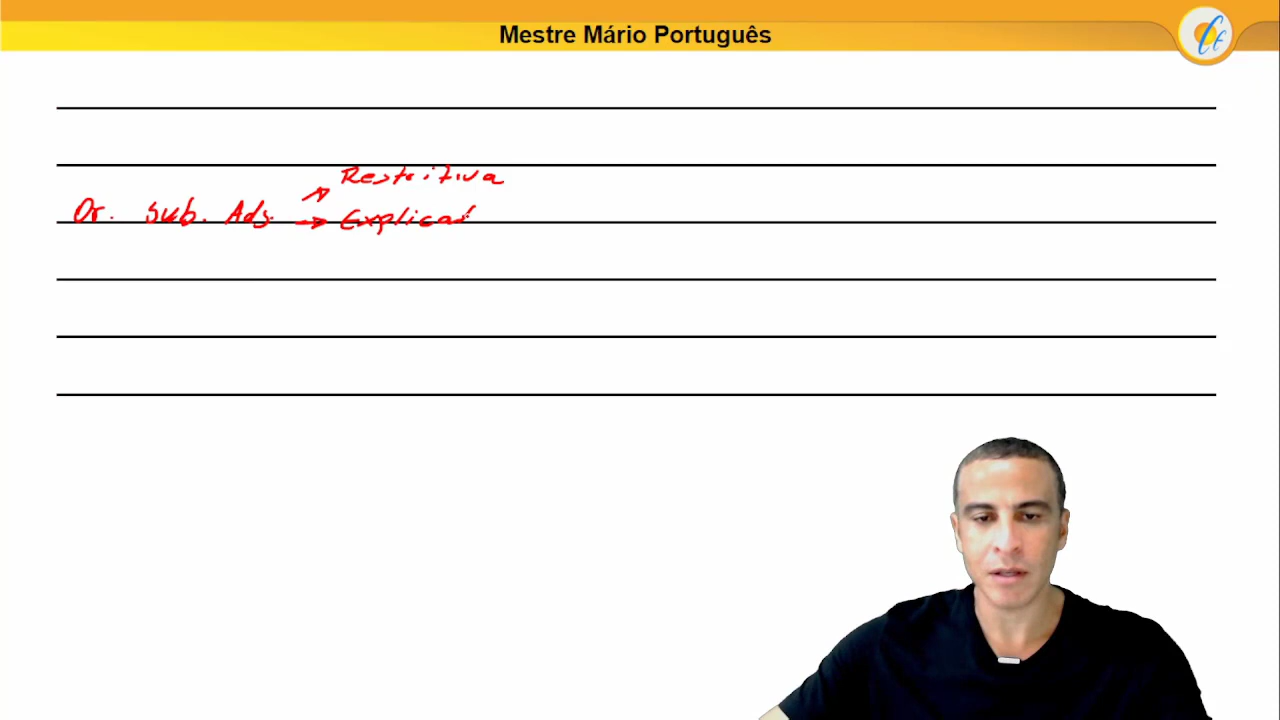 Mestre Mário Português
Restritiva
Or. Sub. Adj. → Explicat